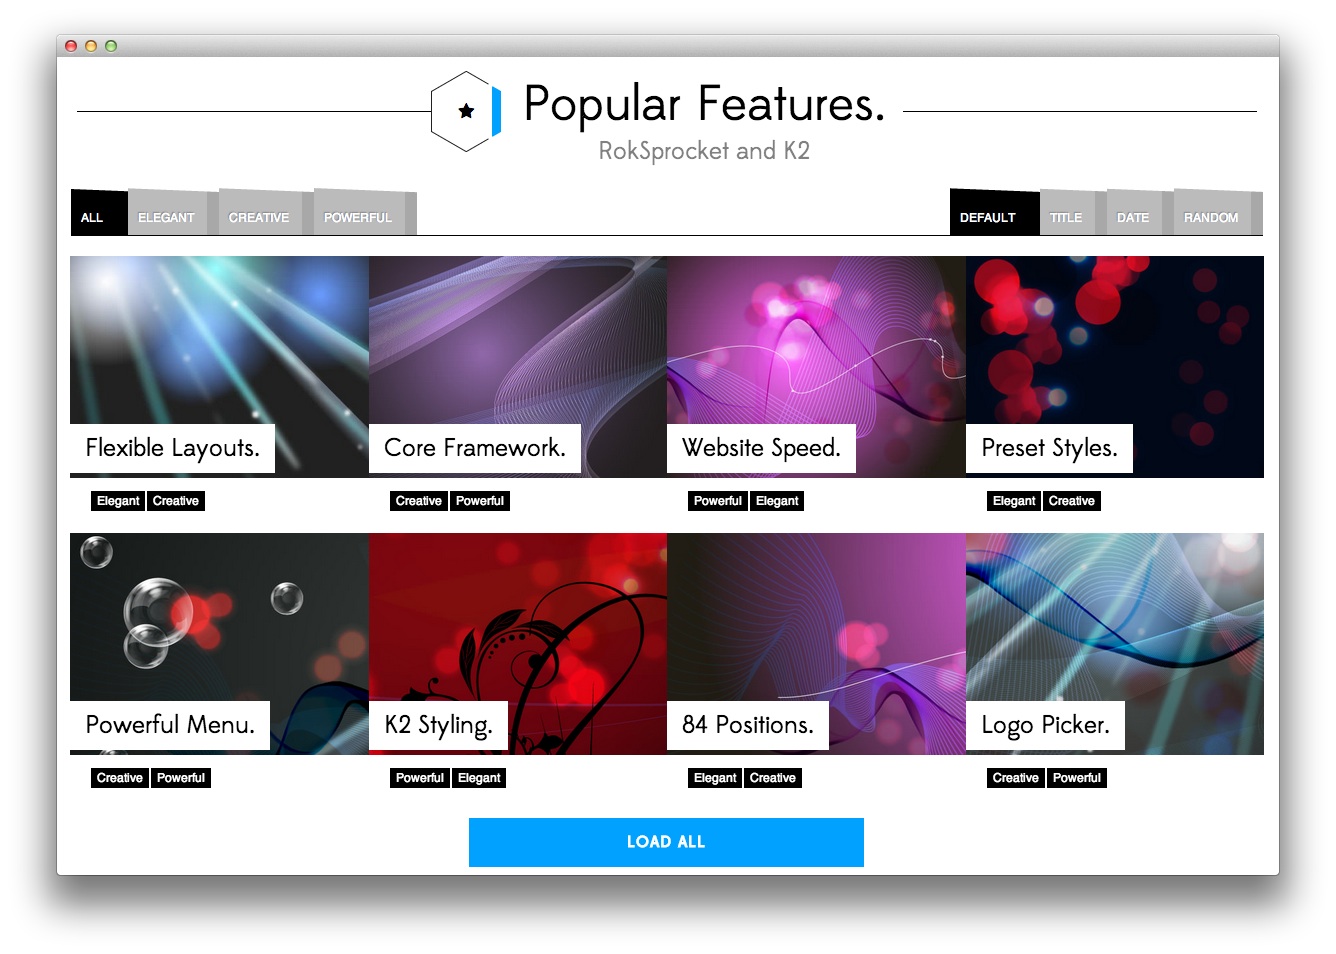 Popular Features.
RokSprocket and K2
ALL ELEGANT CREATIVE POWERFUL DEFAULT TITLE DATE RANDOM
Flexible Layouts. Core Framework. Website Speed. Preset Styles.
Elegant Creative Creative Powerful Powerful Elegant Elegant Creative
Powerful Menu. K2 Styling. 84 Positions. Logo Picker.
Creative Powerful Powerful Elegant Elegant Creative Creative Powerful
LOAD ALL